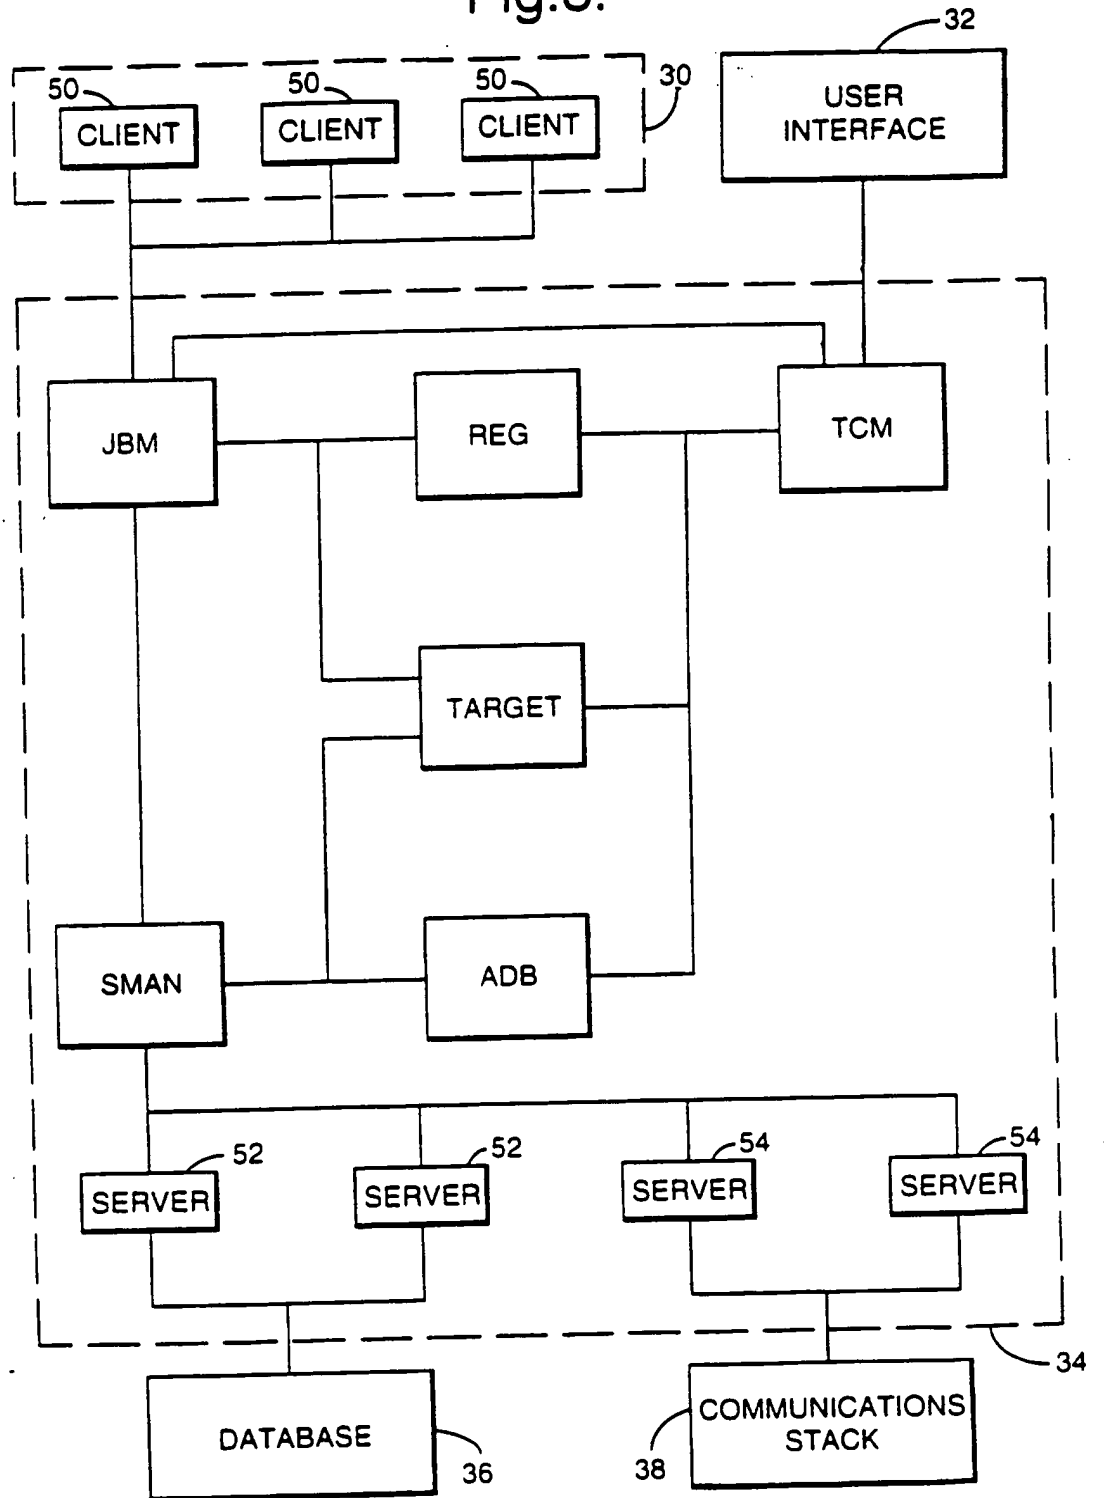 32
50
50
50
30
CLIENT
CLIENT
CLIENT
USER
INTERFACE
JBM
REG
TCM
TARGET
SMAN
ADB
52
52
54
54
SERVER
SERVER
SERVER
SERVER
34
DATABASE
36
38
COMMUNICATIONS
STACK